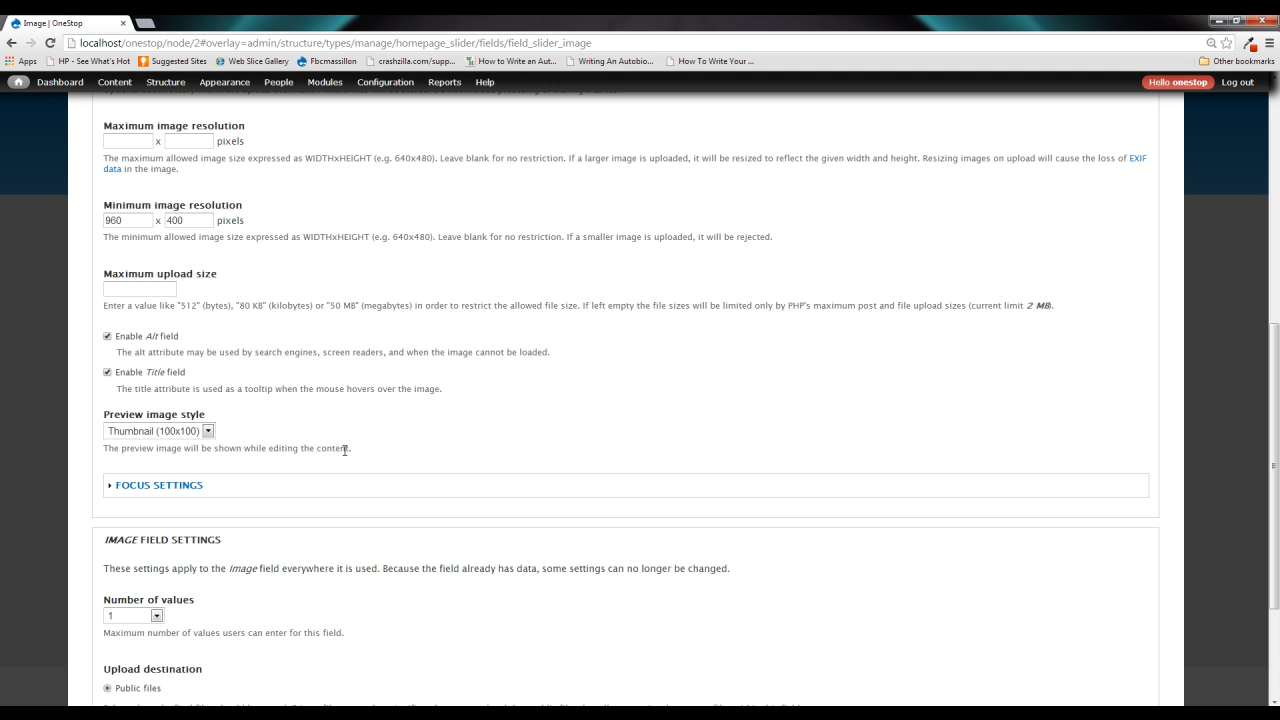 Image | OneStop
localhost/onestop/node/2#overlay=admin/structure/types/manage/homepage_slider/fields/field_slider_image
Apps HP - See What's Hot Suggested Sites Web Slice Gallery Fbcmassillon crashzilla.com/supp... How to Write an Aut... Writing An Autobio... How To Write Your ... Other bookmarks
Dashboard Content Structure Appearance People Modules Configuration Reports Help Hello onestop Log out
Maximum image resolution
x pixels
The maximum allowed image size expressed as WIDTHxHEIGHT (e.g. 640x480). Leave blank for no restriction. If a larger image is uploaded, it will be resized to reflect the given width and height. Resizing images on upload will cause the loss of EXIF
data in the image.
Minimum image resolution
960 x 400 pixels
The minimum allowed image size expressed as WIDTHxHEIGHT (e.g. 640x480). Leave blank for no restriction. If a smaller image is uploaded, it will be rejected.
Maximum upload size
Enter a value like "512" (bytes), "80 KB" (kilobytes) or "50 MB" (megabytes) in order to restrict the allowed file size. If left empty the file sizes will be limited only by PHP's maximum post and file upload sizes (current limit 2 MB).
Enable Alt field
The alt attribute may be used by search engines, screen readers, and when the image cannot be loaded.
Enable Title field
The title attribute is used as a tooltip when the mouse hovers over the image.
Preview image style
Thumbnail (100x100)
The preview image will be shown while editing the content.
FOCUS SETTINGS
IMAGE FIELD SETTINGS
These settings apply to the Image field everywhere it is used. Because the field already has data, some settings can no longer be changed.
Number of values
1
Maximum number of values users can enter for this field.
Upload destination
Public files